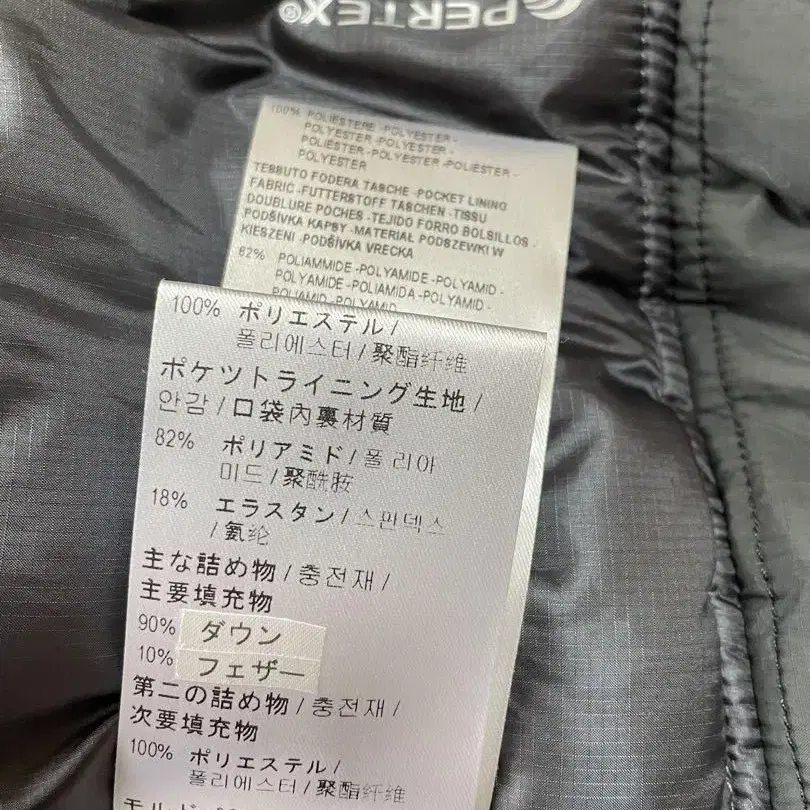 PERTEX®
100% POLIESTERE -POLYESTER -
POLYESTER -POLYESTER -
POLIESTER -POLYESTER -POLIESTER -
POLYESTER
TESSUTO FODERA TASCHE -POCKET LINING
FABRIC -FUTTERSTOFF TASCHEN -TISSU
DOUBLURE POCHES -TEJIDO FORRO BOLSILLOS -
PODŠÍVKA KAPSY -MATERIAŁ PODSZEWKI W
KIESZENI -PODŠÍVKA VRECKA
82% POLIAMMIDE -POLYAMIDE -POLYAMID -
POLYAMIDE -POLIAMIDA -POLYAMID -
POLIAMID -POLYAMID
100% ポリエステル /
폴리에스터 / 聚酯纤维
ポケツトライニング生地 /
안감 / 口袋內裏材質
82% ポリアミド / 폴리아
미드 / 聚酰胺
18% エラスタン / 스판덱스
/ 氨纶
主な詰め物 / 충전재 /
主要填充物
90% ダウン
10% フェザー
第二の詰め物 / 충전재 /
次要填充物
100% ポリエステル /
폴리에스터 / 聚酯纤维